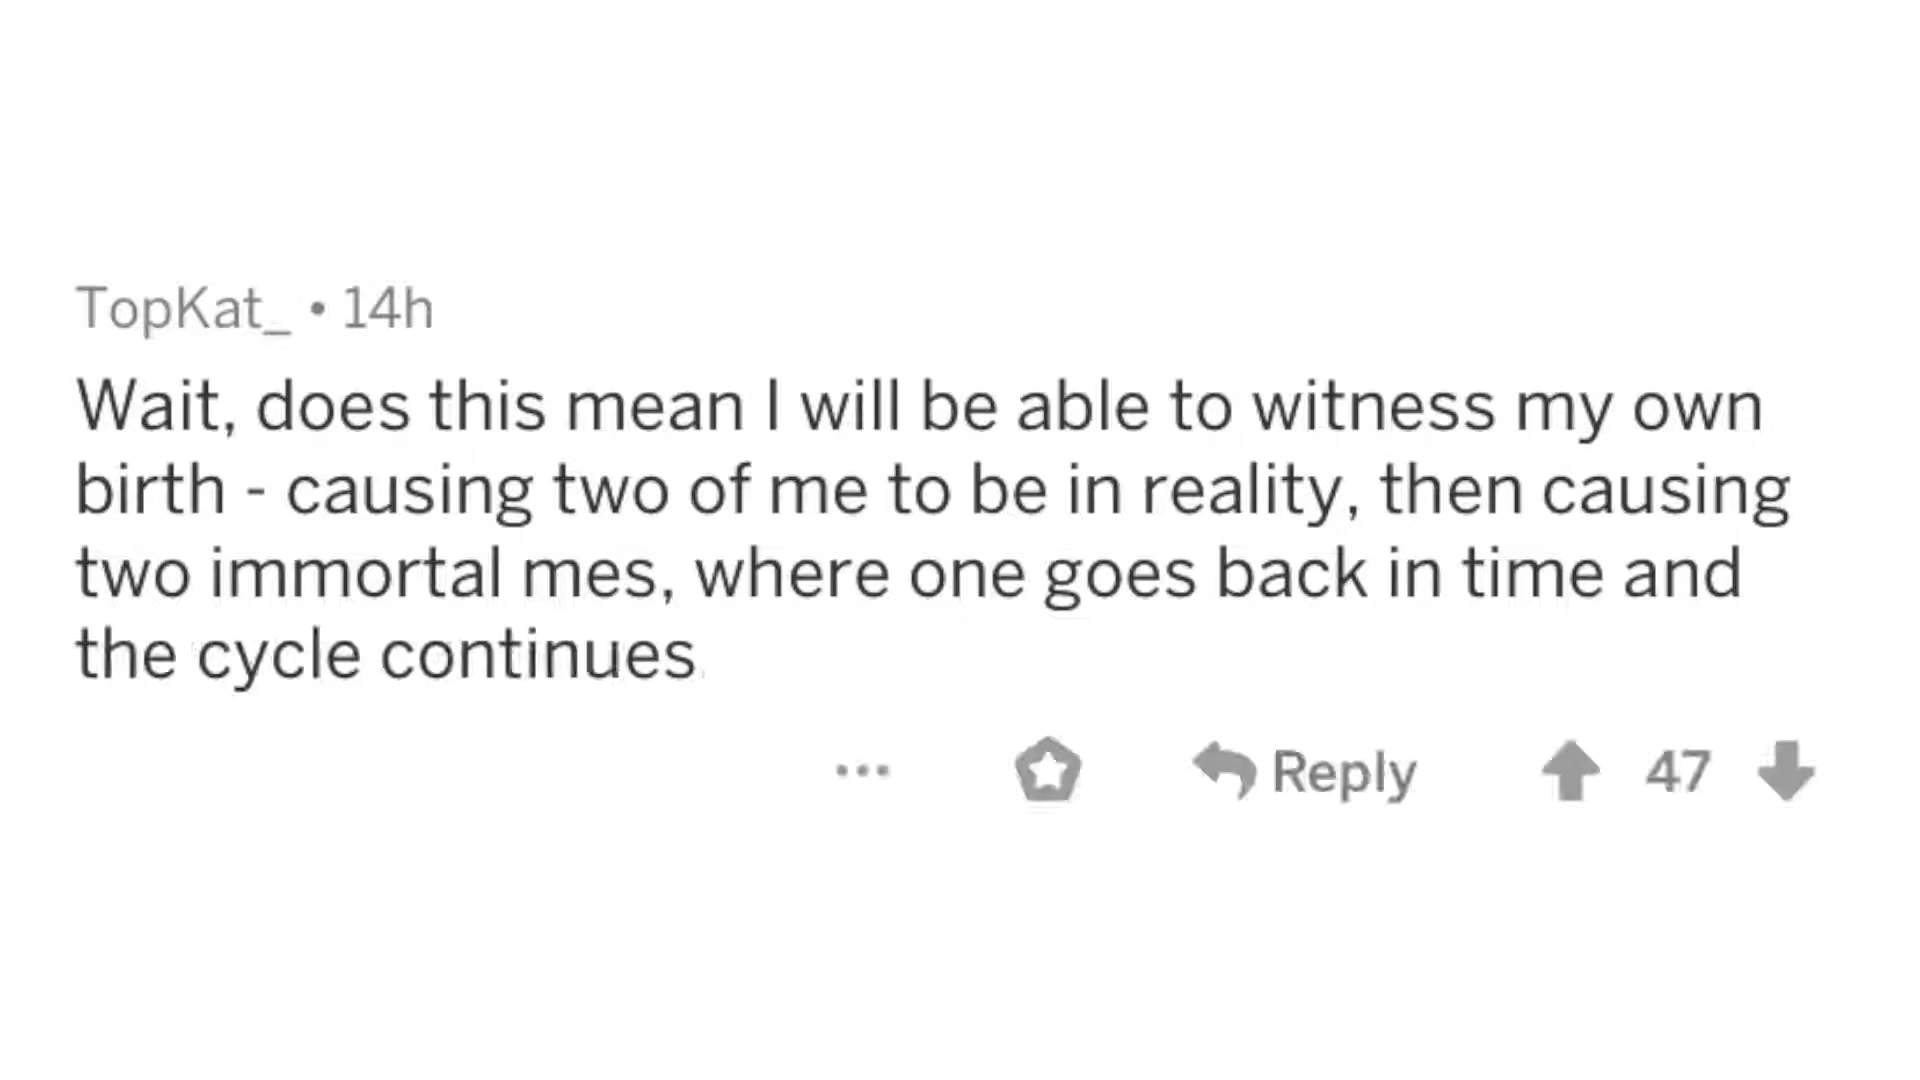 TopKat_ • 14h
Wait, does this mean I will be able to witness my own
birth - causing two of me to be in reality, then causing
two immortal mes, where one goes back in time and
the cycle continues
... Reply 47